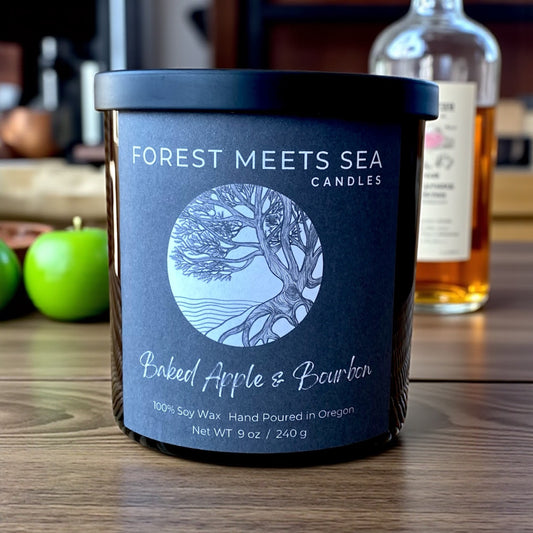 FOREST MEETS SEA
CANDLES
Baked Apple & Bourbon
100% Soy Wax Hand Poured in Oregon
Net WT 9 oz / 240 g